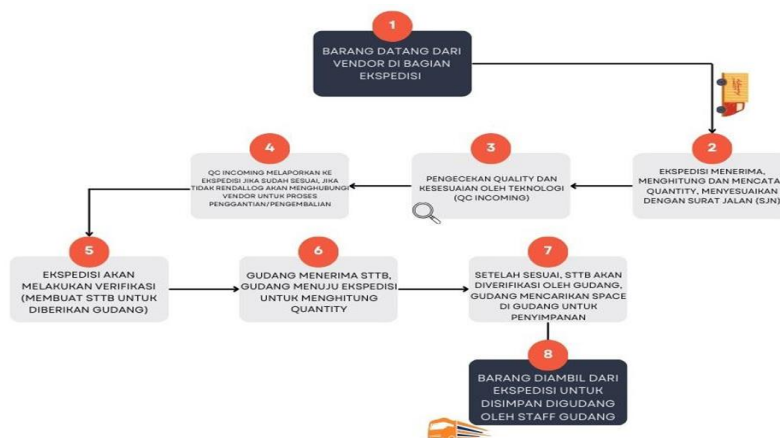 1
BARANG DATANG DARI
VENDOR DI BAGIAN
EKSPEDISI
2
EKSPEDISI MENERIMA,
MENGHITUNG DAN MENCATAT
QUANTITY, MENYESUAIKAN
DENGAN SURAT JALAN (SJN)
3
PENGECEKAN QUALITY DAN
KESESUAIAN OLEH TEKNOLOGI
(QC INCOMING)
4
QC INCOMING MELAPORKAN KE
EKSPEDISI JIKA SUDAH SESUAI, JIKA
TIDAK RENDALLOG AKAN MENGHUBUNGI
VENDOR UNTUK PROSES
PENGGANTIAN/PENGEMBALIAN
5
EKSPEDISI AKAN
MELAKUKAN VERIFIKASI
(MEMBUAT STTB UNTUK
DIBERIKAN GUDANG)
6
GUDANG MENERIMA STTB,
GUDANG MENUJU EKSPEDISI
UNTUK MENGHITUNG
QUANTITY
7
SETELAH SESUAI, STTB AKAN
DIVERIFIKASI OLEH GUDANG,
GUDANG MENCARIKAN SPACE
DI GUDANG UNTUK
PENYIMPANAN
8
BARANG DIAMBIL DARI
EKSPEDISI UNTUK
DISIMPAN DIGUDANG
OLEH STAFF GUDANG